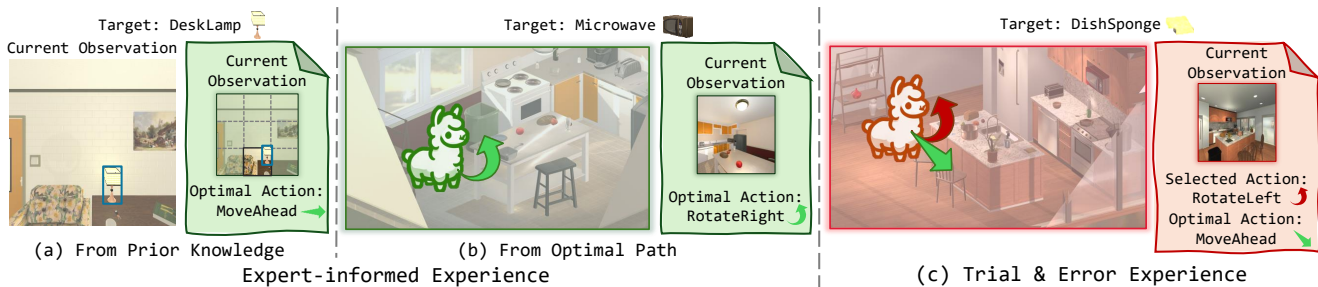 Target: DeskLamp
Current Observation
Current
Observation
Optimal Action:
MoveAhead
(a) From Prior Knowledge
Target: Microwave
Current
Observation
Optimal Action:
RotateRight
(b) From Optimal Path
Expert-informed Experience
Target: DishSponge
Current
Observation
Selected Action:
RotateLeft
Optimal Action:
MoveAhead
(c) Trial & Error Experience